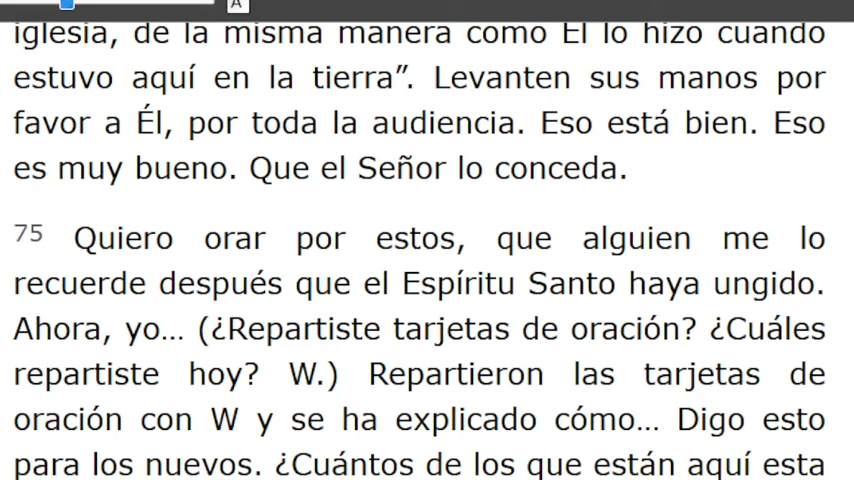 A
iglesia, de la misma manera como Él lo hizo cuando
estuvo aquí en la tierra”. Levanten sus manos por
favor a Él, por toda la audiencia. Eso está bien. Eso
es muy bueno. Que el Señor lo conceda.
75 Quiero orar por estos, que alguien me lo
recuerde después que el Espíritu Santo haya ungido.
Ahora, yo… (¿Repartiste tarjetas de oración? ¿Cuáles
repartiste hoy? W.) Repartieron las tarjetas de
oración con W y se ha explicado cómo… Digo esto
para los nuevos. ¿Cuántos de los que están aquí esta